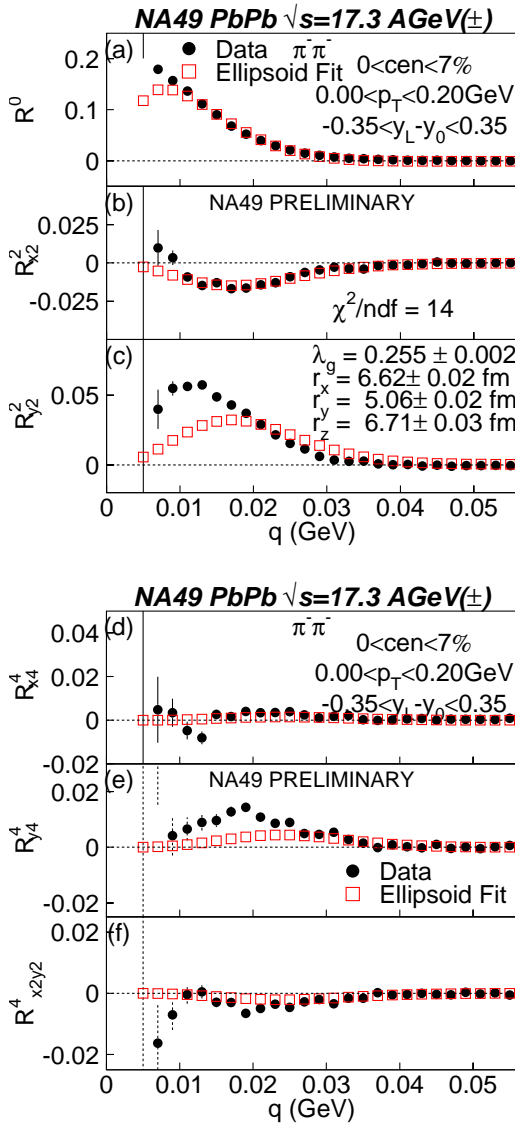 NA49 PbPb √s=17.3 AGeV(±)
(a)
Data π⁻π⁻
Ellipsoid Fit
0<cen<7%
0.00<p_T<0.20GeV
-0.35<y_L-y_0<0.35
R^0
0.2
0.1
0
(b)
NA49 PRELIMINARY
R^2_x2
0.025
0
-0.025
χ²/ndf = 14
(c)
λ_g = 0.255 ± 0.002
r_x = 6.62± 0.02 fm
r_y = 5.06± 0.02 fm
r_z = 6.71± 0.03 fm
R^2_y2
0.05
0
0 0.01 0.02 0.03 0.04 0.05
q (GeV)
NA49 PbPb √s=17.3 AGeV(±)
(d)
π⁻π⁻
0<cen<7%
0.00<p_T<0.20GeV
-0.35<y_L-y_0<0.35
R^4_x4
0.04
0.02
0
-0.02
(e)
NA49 PRELIMINARY
R^4_y4
0.02
0
-0.02
Data
Ellipsoid Fit
(f)
R^4_x2y2
0.02
0
-0.02
0 0.01 0.02 0.03 0.04 0.05
q (GeV)